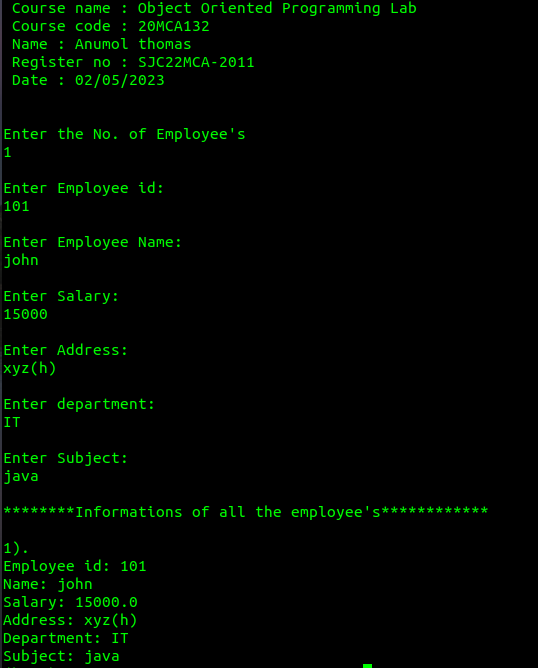 Course name : Object Oriented Programming Lab
Course code : 20MCA132
Name : Anumol thomas
Register no : SJC22MCA-2011
Date : 02/05/2023
Enter the No. of Employee's
1
Enter Employee id:
101
Enter Employee Name:
john
Enter Salary:
15000
Enter Address:
xyz(h)
Enter department:
IT
Enter Subject:
java
********Informations of all the employee's************
1).
Employee id: 101
Name: john
Salary: 15000.0
Address: xyz(h)
Department: IT
Subject: java